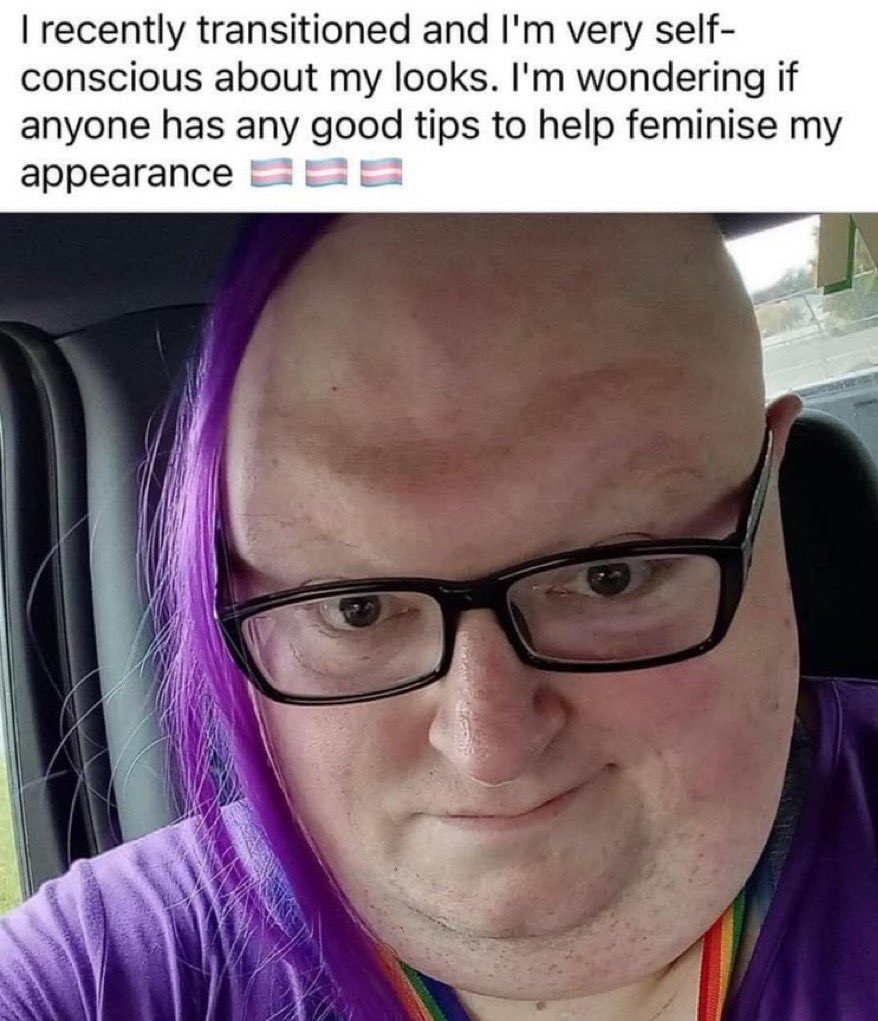 I recently transitioned and I'm very self-
conscious about my looks. I'm wondering if
anyone has any good tips to help feminise my
appearance 🏳️‍⚧️ 🏳️‍⚧️ 🏳️‍⚧️